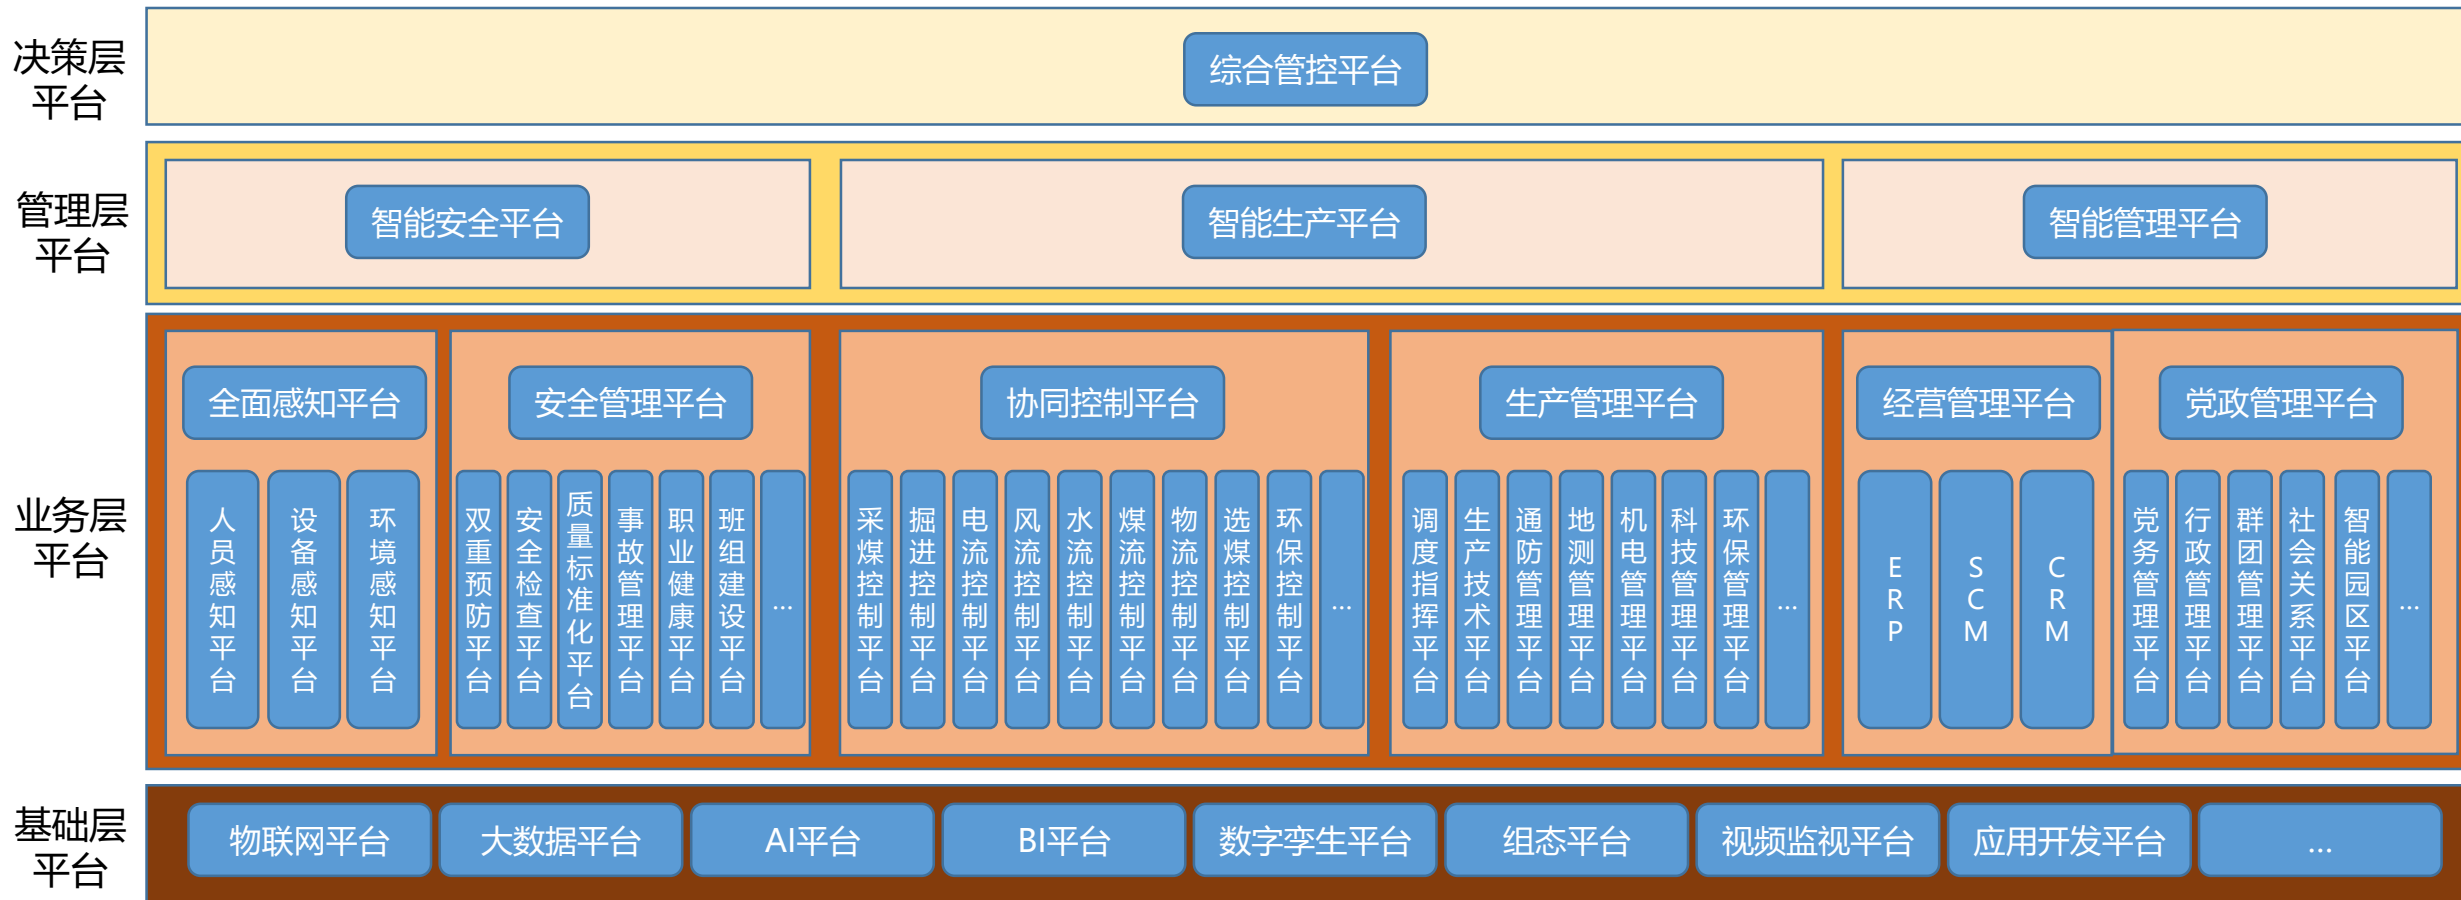 决策层
平台
综合管控平台
管理层
平台
智能安全平台
智能生产平台
智能管理平台
业务层
平台
全面感知平台
人员感知平台
设备感知平台
环境感知平台
安全管理平台
双重预防平台
安全检查平台
质量标准化平台
事故管理平台
职业健康平台
班组建设平台
...
协同控制平台
采煤控制平台
掘进控制平台
电流控制平台
风流控制平台
水流控制平台
煤流控制平台
物流控制平台
选煤控制平台
环保控制平台
...
生产管理平台
调度指挥平台
生产技术平台
通防管理平台
地测管理平台
机电管理平台
科技管理平台
环保管理平台
...
经营管理平台
ERP
SCM
CRM
党政管理平台
党务管理平台
行政管理平台
群团管理平台
社会关系平台
智能园区平台
...
基础层
平台
物联网平台
大数据平台
AI平台
BI平台
数字孪生平台
组态平台
视频监视平台
应用开发平台
...